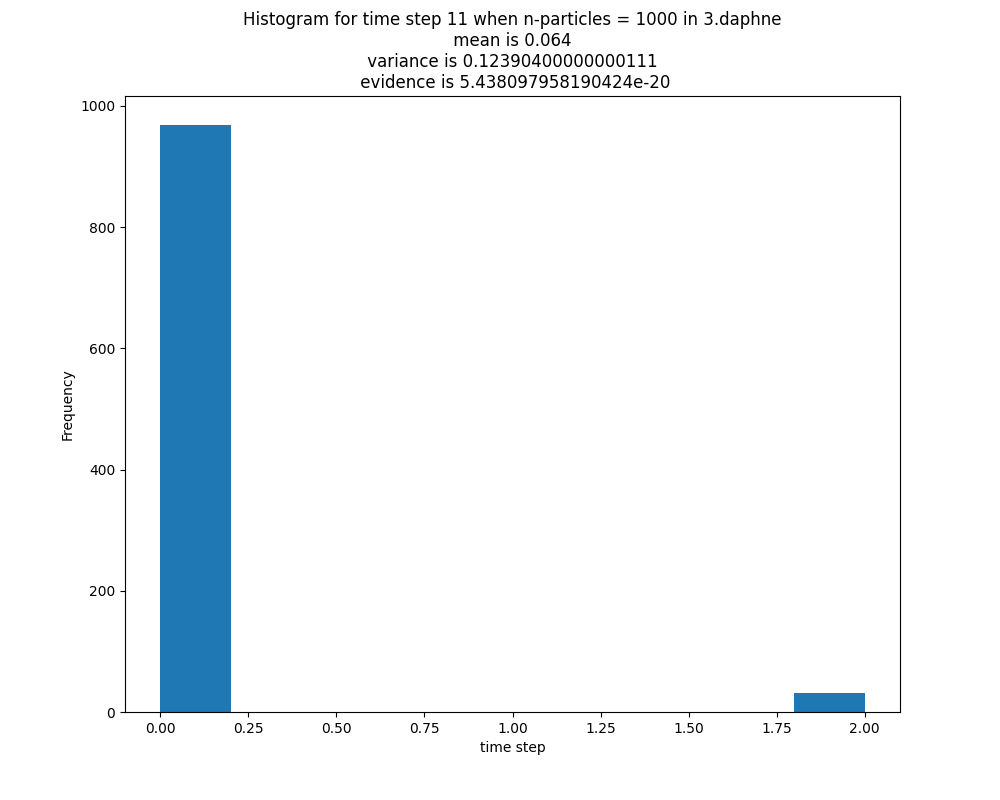 Histogram for time step 11 when n-particles = 1000 in 3.daphne
mean is 0.064
variance is 0.12390400000000111
evidence is 5.438097958190424e-20
1000
800
600
400
200
0
Frequency
0.00 0.25 0.50 0.75 1.00 1.25 1.50 1.75 2.00
time step